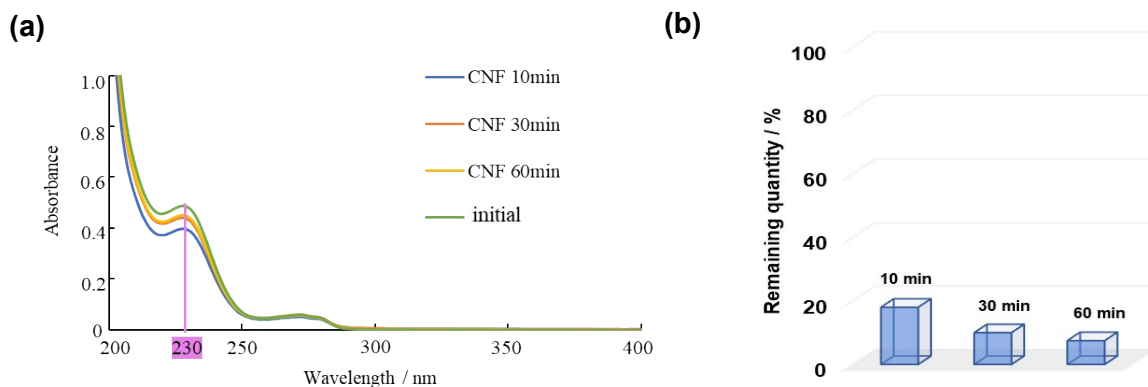 (a)
Absorbance
1.0
0.8
0.6
0.4
0.2
0
200
230
250
300
350
400
Wavelength / nm
CNF 10min
CNF 30min
CNF 60min
initial
(b)
Remaining quantity / %
100
80
60
40
20
0
10 min
30 min
60 min